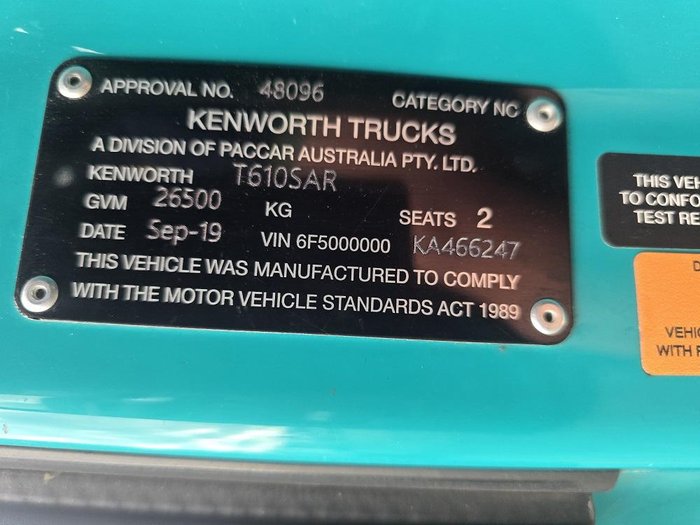 APPROVAL NO. 48096 CATEGORY NC
KENWORTH TRUCKS
A DIVISION OF PACCAR AUSTRALIA PTY. LTD.
KENWORTH T610SAR
GVM 26500 KG SEATS 2
DATE Sep-19 VIN 6F5000000 KA466247
THIS VEHICLE WAS MANUFACTURED TO COMPLY
WITH THE MOTOR VEHICLE STANDARDS ACT 1989
THIS VEH
TO CONFO
TEST RE
D
VEHIC
WITH F